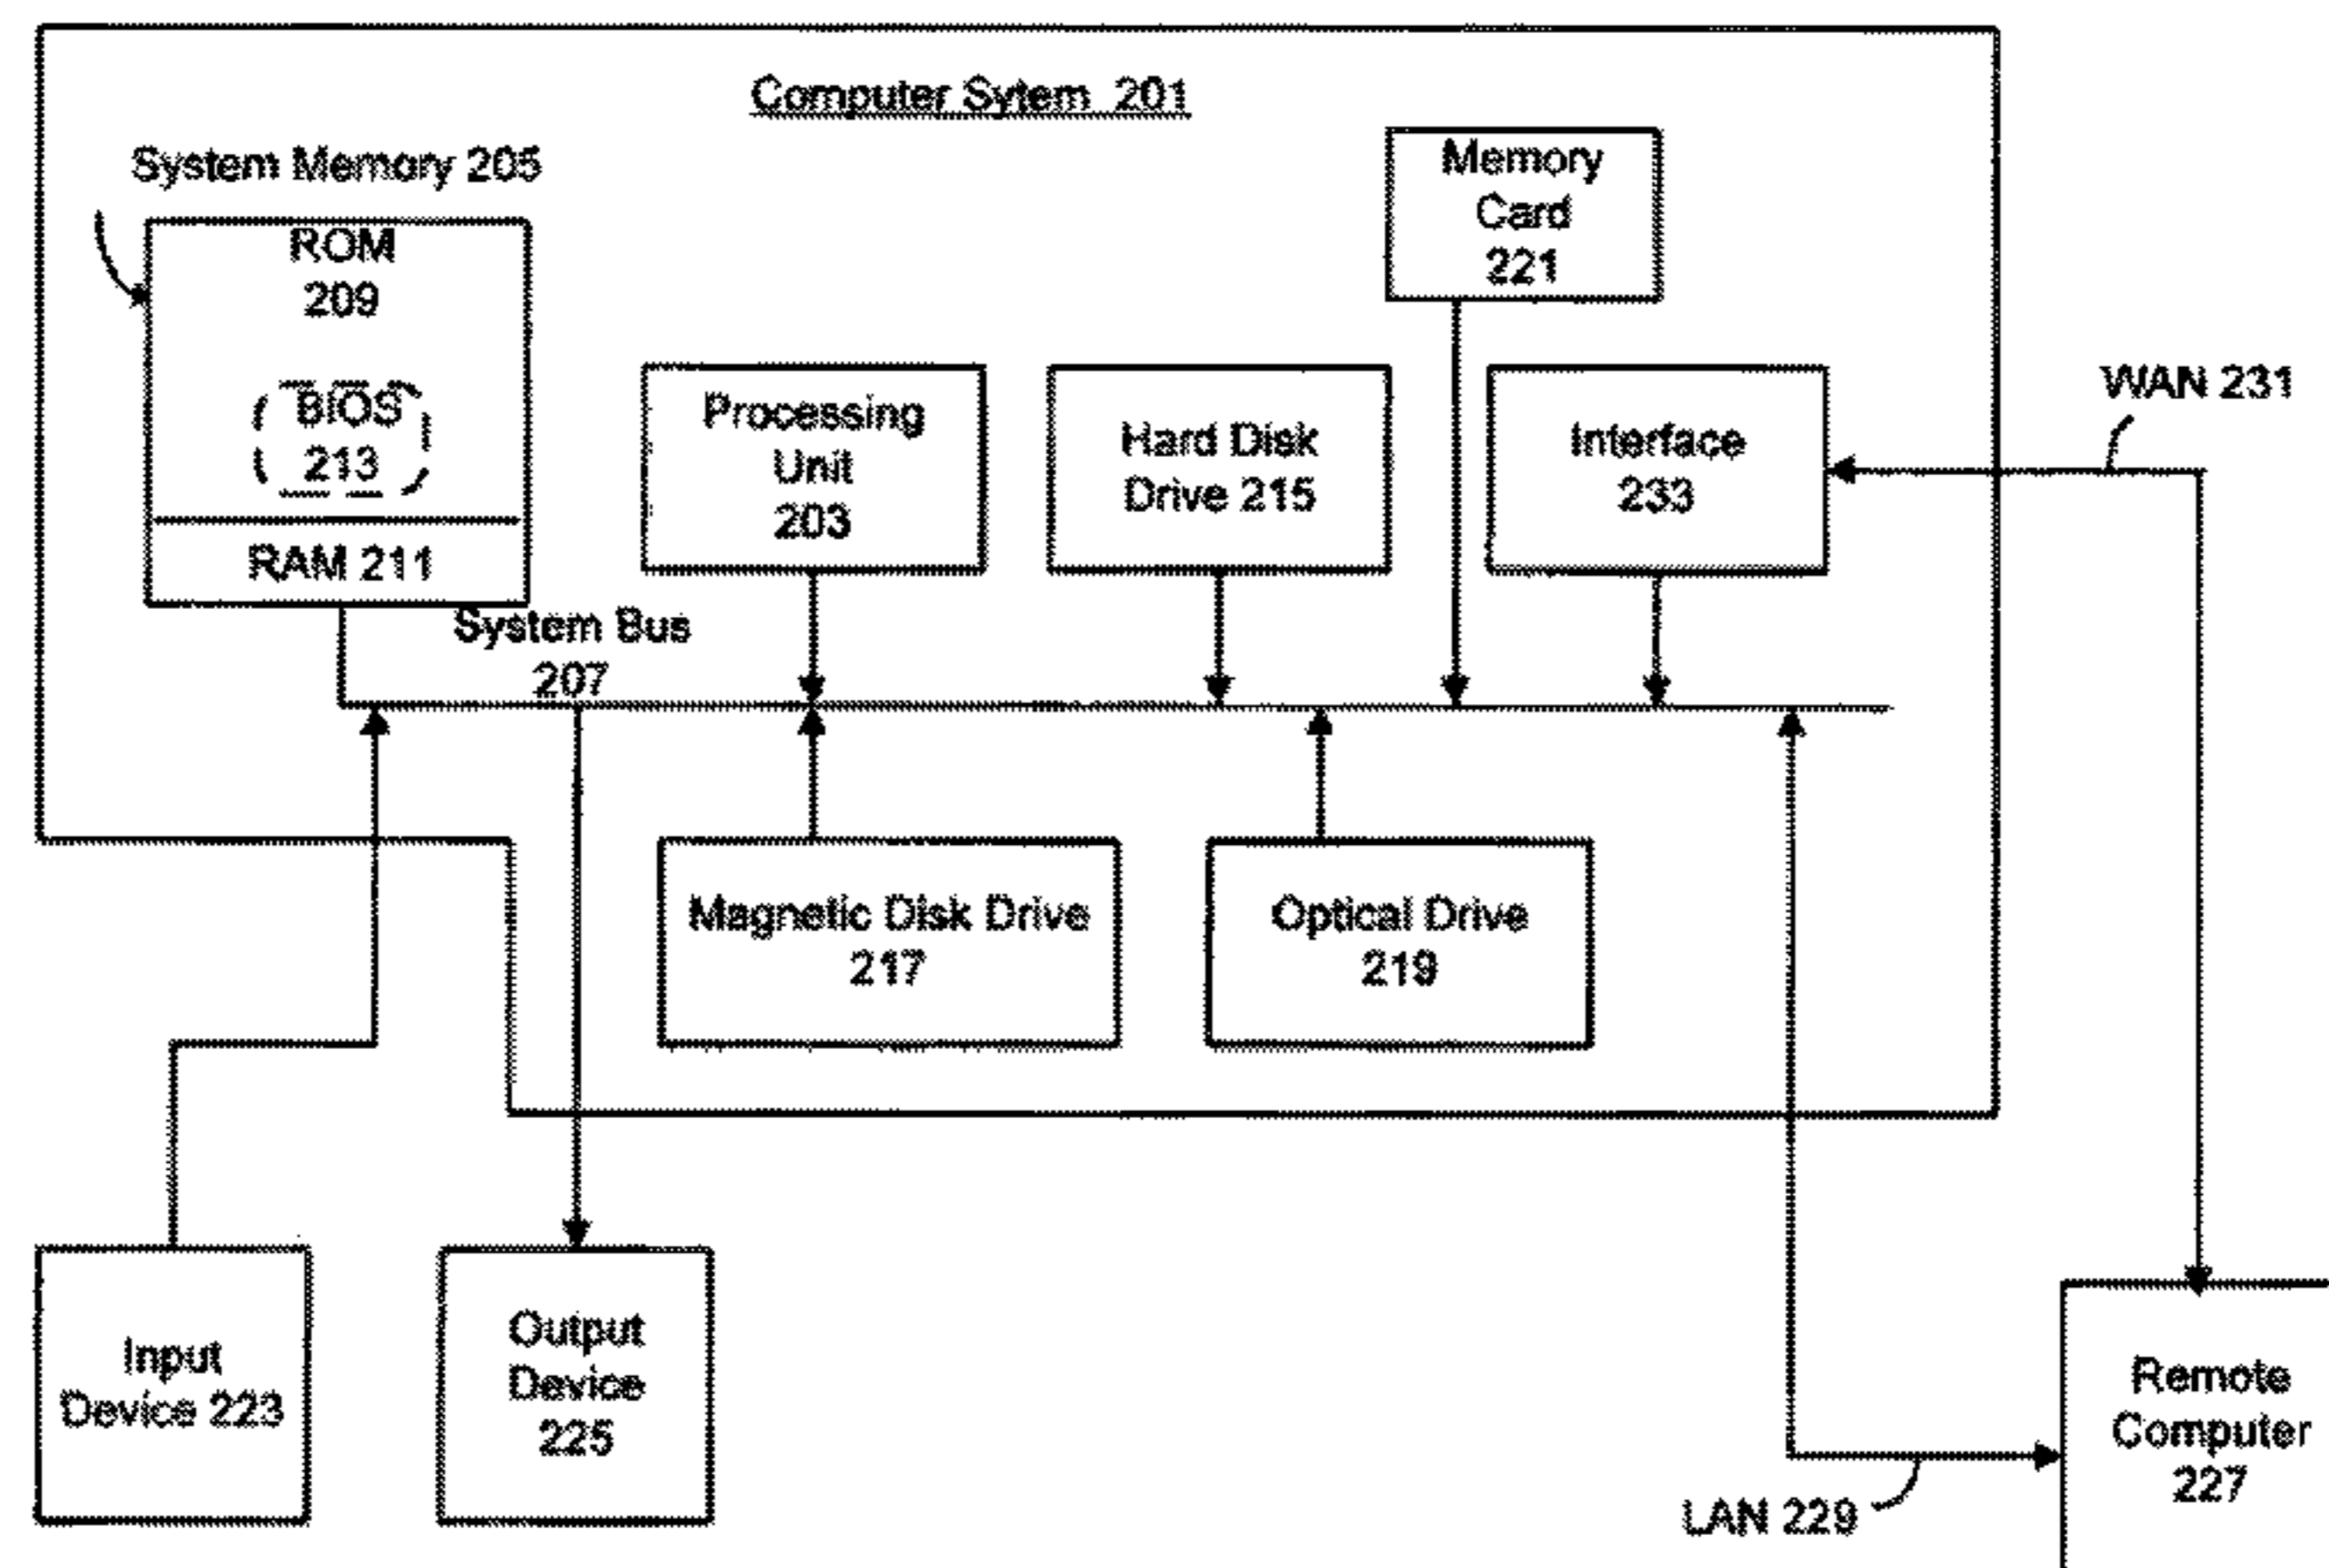 Computer Sytem 201
System Memory 205
ROM
209
BIOS
213
RAM 211
System Bus
207
Processing
Unit
203
Hard Disk
Drive 215
Memory
Card
221
Interface
233
WAN 231
Magnetic Disk Drive
217
Optical Drive
219
Input
Device 223
Output
Device
225
Remote
Computer
227
LAN 229